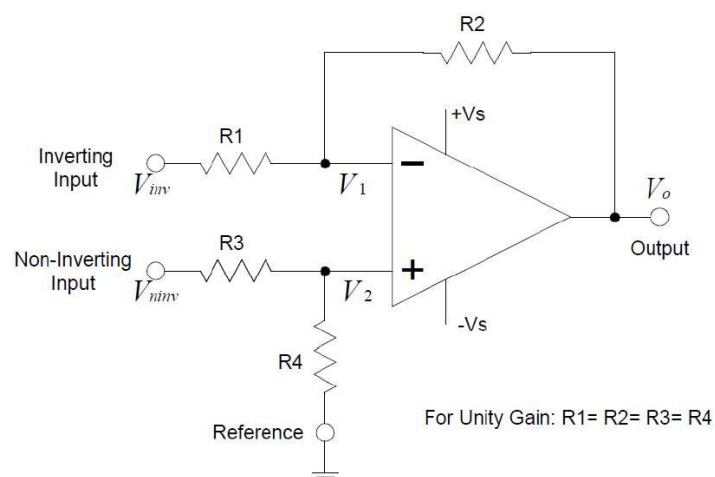 R2
+Vs
R1
Inverting
Input
Vinv
V1
Vo
Output
R3
Non-Inverting
Input
Vninv
V2
-Vs
R4
Reference
For Unity Gain: R1= R2= R3= R4